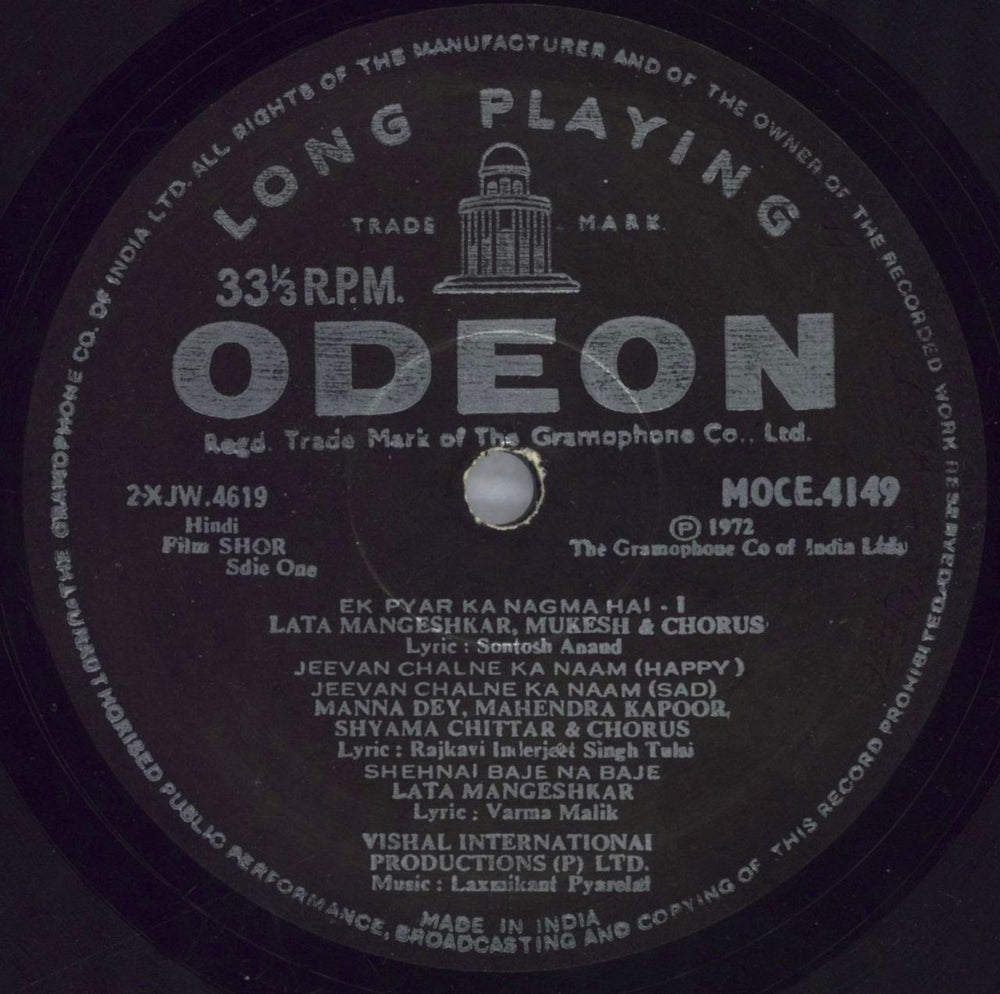 THE GRAMOPHONE CO. OF INDIA LTD. ALL RIGHTS OF THE MANUFACTURER AND OF THE OWNER OF THE RECORDED WORK RESERVED. UNAUTHORISED PUBLIC PERFORMANCE, BROADCASTING AND COPYING OF THIS RECORD PROHIBITED.
LONG PLAYING
TRADE MARK.
33⅓ R.P.M.
ODEON
Regd. Trade Mark of The Gramophone Co., Ltd.
2-XJW.4619
MOCE.4149
Hindi
Ⓟ 1972
Film SHOR
The Gramophone Co of India Ltd.
Sdie One
EK PYAR KA NAGMA HAI - I
LATA MANGESHKAR, MUKESH & CHORUS
Lyric : Sontosh Anand
JEEVAN CHALNE KA NAAM (HAPPY)
JEEVAN CHALNE KA NAAM (SAD)
MANNA DEY, MAHENDRA KAPOOR,
SHYAMA CHITTAR & CHORUS
Lyric : Rajkavi Inderjeet Singh Tulsi
SHEHNAI BAJE NA BAJE
LATA MANGESHKAR
Lyric : Varma Malik
VISHAL INTERNATIONAL
PRODUCTIONS (P) LTD.
Music : Laxmikant Pyarelal
MADE IN INDIA